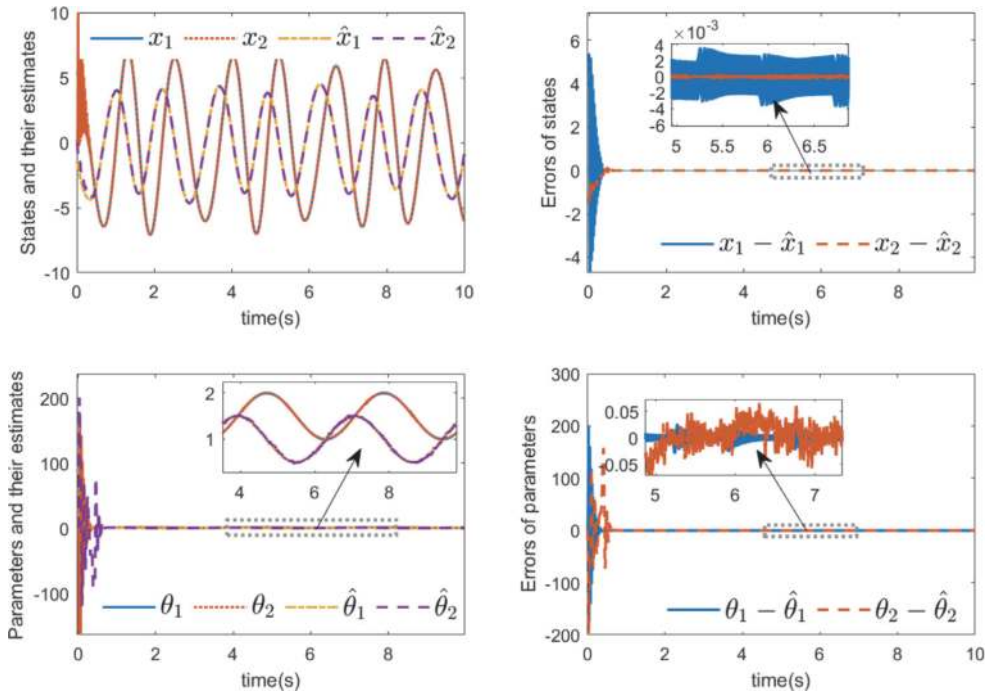 States and their estimates
10
5
0
-5
-10
x₁ x₂ x̂₁ x̂₂
0 2 4 6 8 10
time(s)
Errors of states
6
4
2
0
-2
-4
×10⁻³
4
2
0
-2
-4
-6
5 5.5 6 6.5
x₁ − x̂₁ x₂ − x̂₂
0 2 4 6 8 10
time(s)
Parameters and their estimates
200
100
0
-100
2
1
4 6 8
θ₁ θ₂ θ̂₁ θ̂₂
0 2 4 6 8 10
time(s)
Errors of parameters
300
200
100
0
-100
-200
0.05
0
0.05
5 6 7
θ₁ − θ̂₁ θ₂ − θ̂₂
0 2 4 6 8 10
time(s)